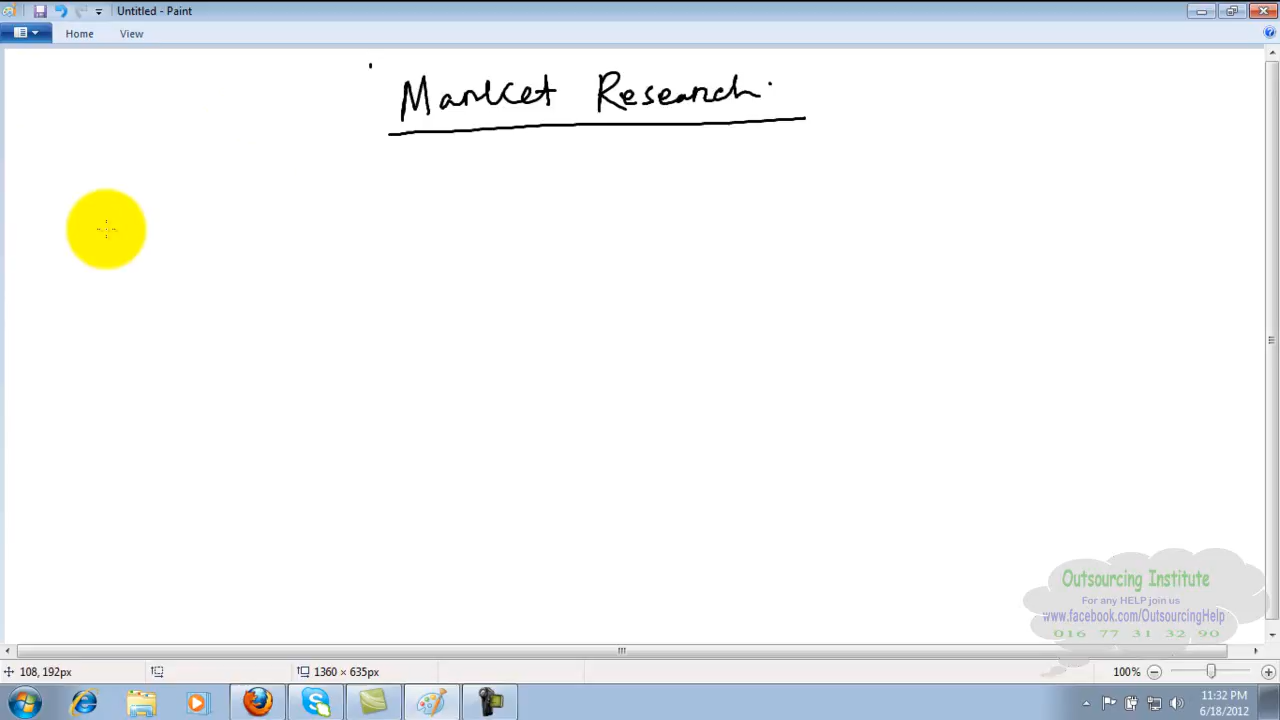 Untitled - Paint
Home View
Market Research
Outsourcing Institute
For any HELP join us
www.facebook.com/OutsourcingHelp
016 77 31 32 90
108, 192px 1360 × 635px 100%
11:32 PM
6/18/2012